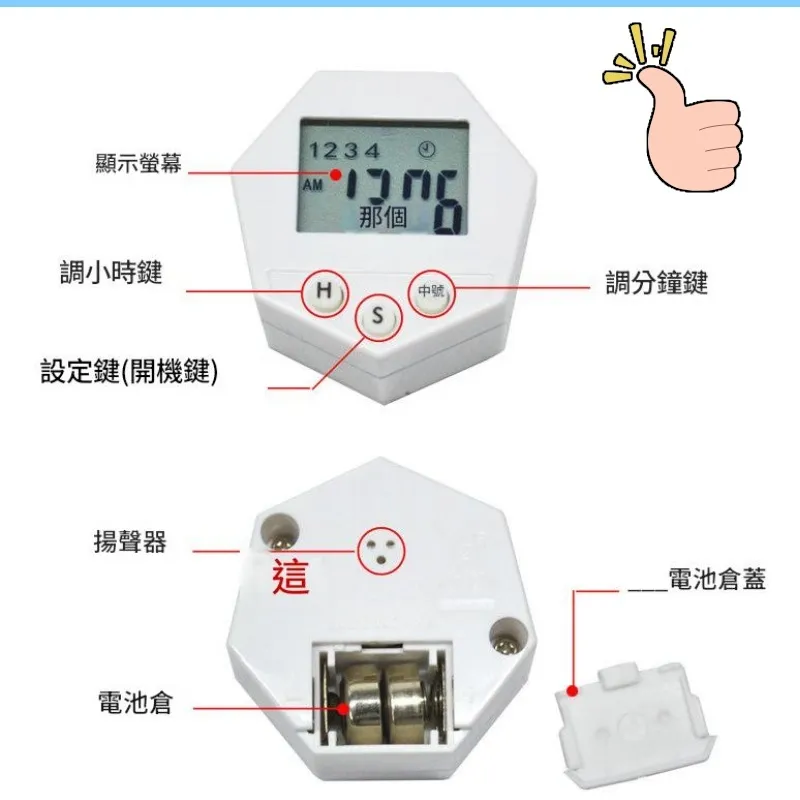 1234
顯示螢幕
AM
那個
調小時鍵
H
中號
調分鐘鍵
S
設定鍵(開機鍵)
揚聲器
這
___電池倉蓋
電池倉